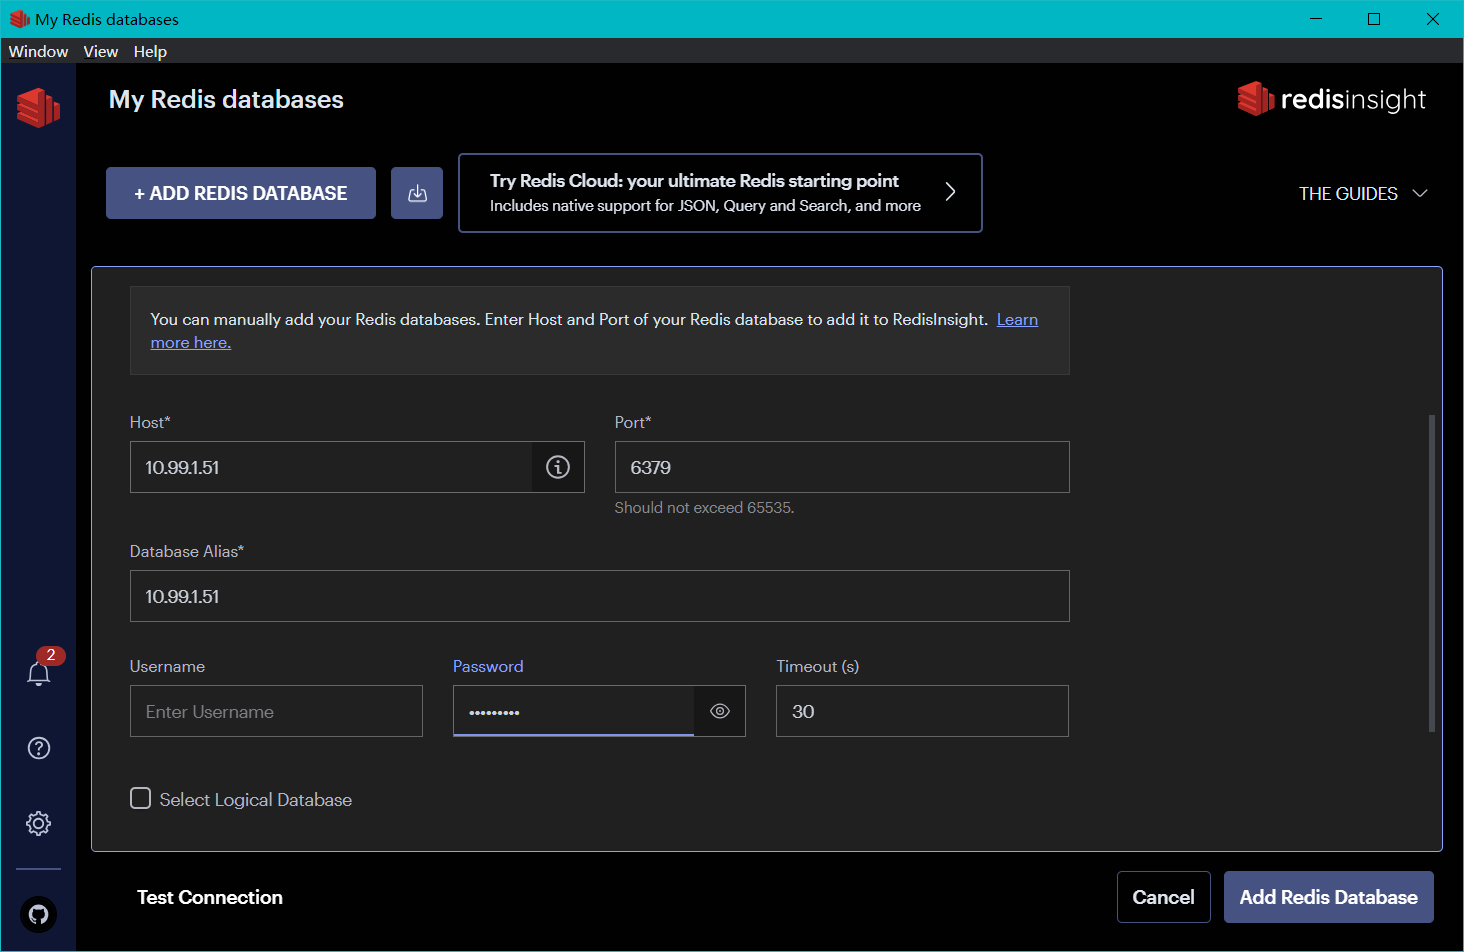 My Redis databases
Window View Help
My Redis databases
redisinsight
+ ADD REDIS DATABASE
Try Redis Cloud: your ultimate Redis starting point
Includes native support for JSON, Query and Search, and more
THE GUIDES
You can manually add your Redis databases. Enter Host and Port of your Redis database to add it to RedisInsight. Learn
more here.
Host* Port*
10.99.1.51 6379
Should not exceed 65535.
Database Alias*
10.99.1.51
2
Username Password Timeout (s)
Enter Username ••••••••• 30
Select Logical Database
Test Connection Cancel Add Redis Database